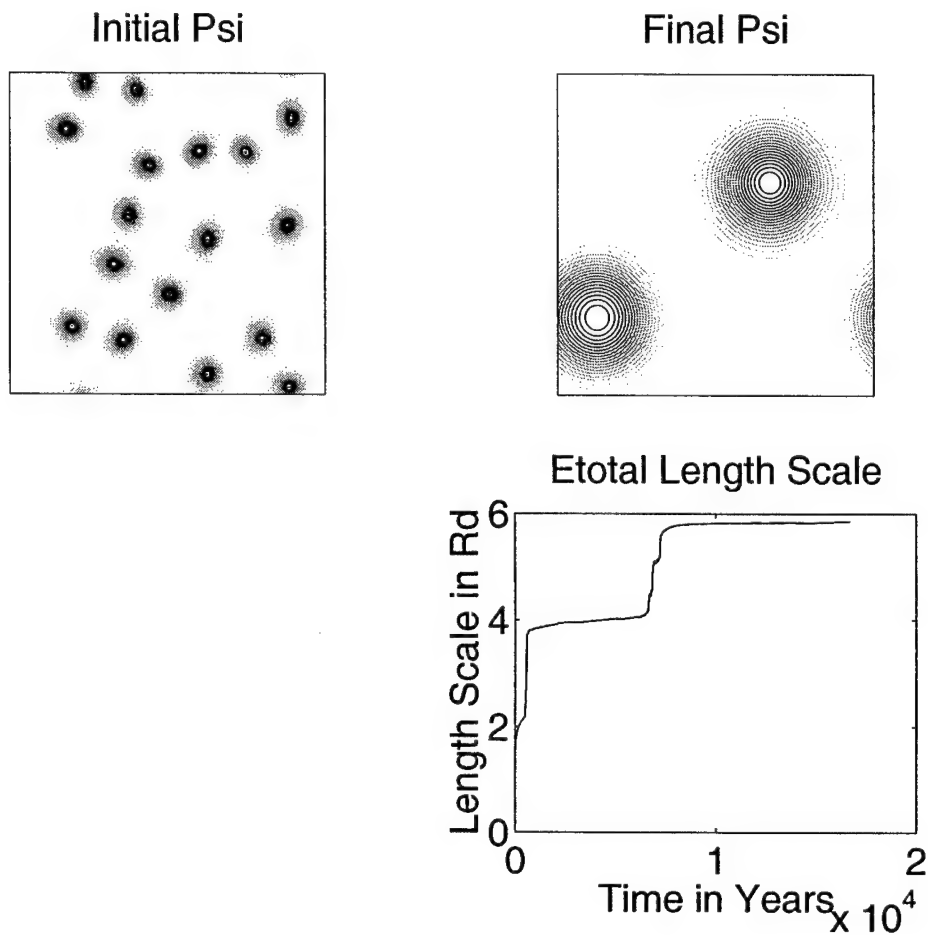 Initial Psi
Final Psi
Etotal Length Scale
Length Scale in Rd
6
4
2
0
0
1
2
Time in Years
x 10^4